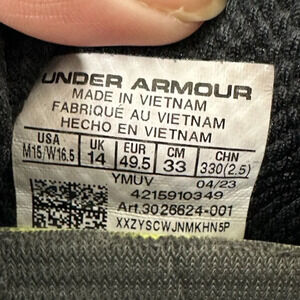 UNDER ARMOUR
MADE IN VIETNAM
FABRIQUÉ AU VIETNAM
HECHO EN VIETNAM
USA UK EUR CM CHN
M15/W16.5 14 49.5 33 330(2.5)
YMUV 04/23
4215910349
Art.3026624-001
XXZYSCWJNMKHN5P